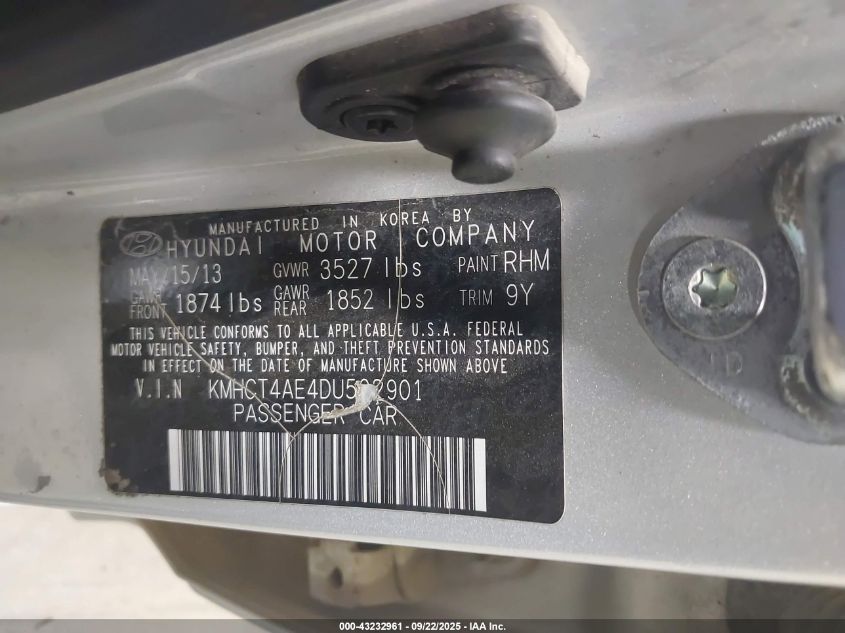 MANUFACTURED IN KOREA BY
HYUNDAI MOTOR COMPANY
MAY/15/13 GVWR 3527 lbs PAINT RHM
GAWR FRONT 1874 lbs GAWR REAR 1852 lbs TRIM 9Y
THIS VEHICLE CONFORMS TO ALL APPLICABLE U.S.A. FEDERAL
MOTOR VEHICLE SAFETY, BUMPER, AND THEFT PREVENTION STANDARDS
IN EFFECT ON THE DATE OF MANUFACTURE SHOWN ABOVE
V.I.N
PASSENGER CAR
000-43232961 - 09/22/2025 - IAA Inc.